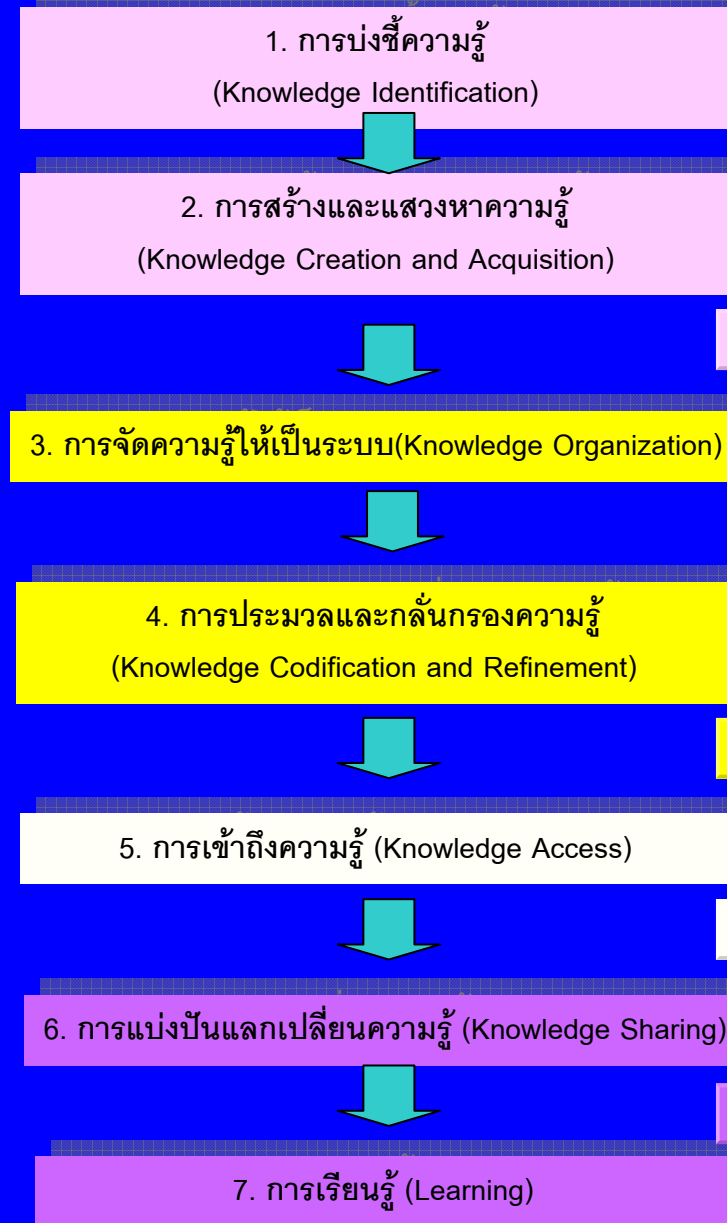 1. การบ่งชี้ความรู้
(Knowledge Identification)
2. การสร้างและแสวงหาความรู้
(Knowledge Creation and Acquisition)
3. การจัดความรู้ให้เป็นระบบ(Knowledge Organization)
4. การประมวลและกลั่นกรองความรู้
(Knowledge Codification and Refinement)
5. การเข้าถึงความรู้ (Knowledge Access)
6. การแบ่งปันแลกเปลี่ยนความรู้ (Knowledge Sharing)
7. การเรียนรู้ (Learning)